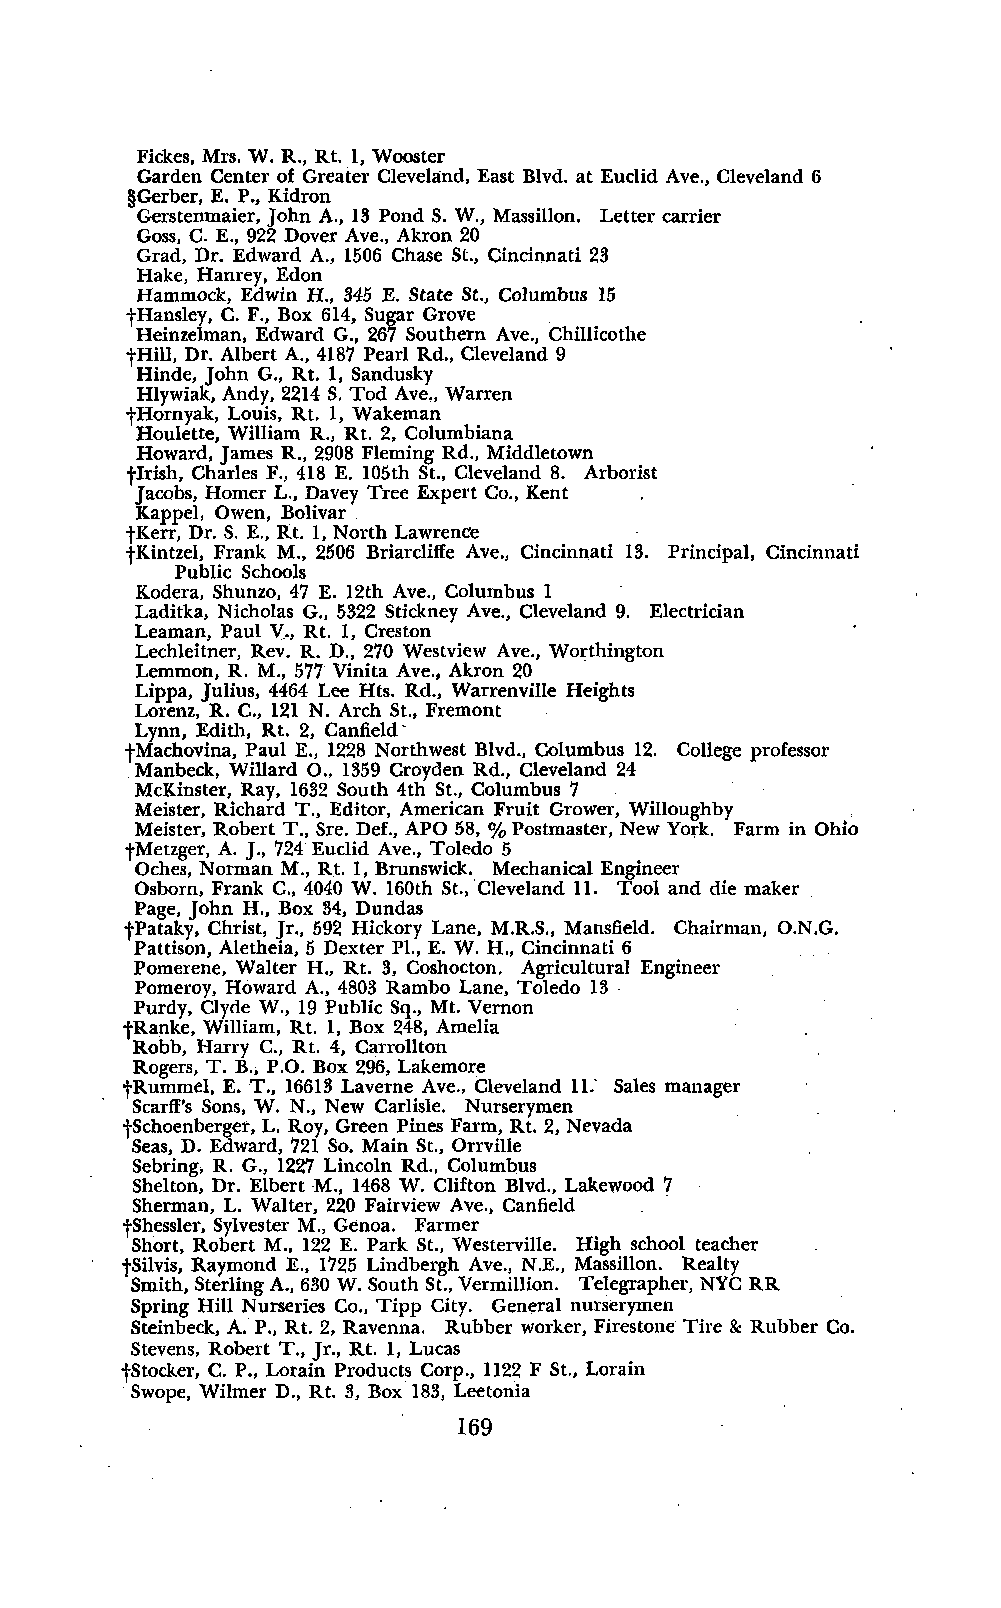 Fickes, Mrs. W. R., Rt. 1, Wooster
Garden Center of Greater Cleveland, East Blvd. at Euclid Ave., Cleveland 6
§Gerber, E. P., Kidron
Gerstenmaier, John A., 13 Pond S. W., Massillon. Letter carrier
Goss, C. E., 922 Dover Ave., Akron 20
Grad, Dr. Edward A., 1506 Chase St., Cincinnati 23
Hake, Hanrey, Edon
Hammock, Edwin H., 345 E. State St., Columbus 15
†Hansley, C. F., Box 614, Sugar Grove
Heinzelman, Edward G., 267 Southern Ave., Chillicothe
†Hill, Dr. Albert A., 4187 Pearl Rd., Cleveland 9
Hinde, John G., Rt. 1, Sandusky
Hlywiak, Andy, 2214 S. Tod Ave., Warren
†Hornyak, Louis, Rt. 1, Wakeman
Houlette, William R., Rt. 2, Columbiana
Howard, James R., 2908 Fleming Rd., Middletown
†Irish, Charles F., 418 E. 105th St., Cleveland 8. Arborist
Jacobs, Homer L., Davey Tree Expert Co., Kent
Kappel, Owen, Bolivar
†Kerr, Dr. S. E., Rt. 1, North Lawrence
†Kintzel, Frank M., 2506 Briarcliffe Ave., Cincinnati 13. Principal, Cincinnati
Public Schools
Kodera, Shunzo, 47 E. 12th Ave., Columbus 1
Laditka, Nicholas G., 5322 Stickney Ave., Cleveland 9. Electrician
Leaman, Paul V., Rt. 1, Creston
Lechleitner, Rev. R. D., 270 Westview Ave., Worthington
Lemmon, R. M., 577 Vinita Ave., Akron 20
Lippa, Julius, 4464 Lee Hts. Rd., Warrenville Heights
Lorenz, R. C., 121 N. Arch St., Fremont
Lynn, Edith, Rt. 2, Canfield
†Machovina, Paul E., 1228 Northwest Blvd., Columbus 12. College professor
Manbeck, Willard O., 1359 Croyden Rd., Cleveland 24
McKinster, Ray, 1632 South 4th St., Columbus 7
Meister, Richard T., Editor, American Fruit Grower, Willoughby
Meister, Robert T., Sre. Def., APO 58, % Postmaster, New York. Farm in Ohio
†Metzger, A. J., 724 Euclid Ave., Toledo 5
Oches, Norman M., Rt. 1, Brunswick. Mechanical Engineer
Osborn, Frank C., 4040 W. 160th St., Cleveland 11. Tool and die maker
Page, John H., Box 34, Dundas
†Pataky, Christ, Jr., 592 Hickory Lane, M.R.S., Mansfield. Chairman, O.N.G.
Pattison, Aletheia, 5 Dexter Pl., E. W. H., Cincinnati 6
Pomerene, Walter H., Rt. 3, Coshocton. Agricultural Engineer
Pomeroy, Howard A., 4803 Rambo Lane, Toledo 13
Purdy, Clyde W., 19 Public Sq., Mt. Vernon
†Ranke, William, Rt. 1, Box 248, Amelia
Robb, Harry C., Rt. 4, Carrollton
Rogers, T. B., P.O. Box 296, Lakemore
†Rummel, E. T., 16613 Laverne Ave., Cleveland 11. Sales manager
Scarff's Sons, W. N., New Carlisle. Nurserymen
†Schoenberger, L. Roy, Green Pines Farm, Rt. 2, Nevada
Seas, D. Edward, 721 So. Main St., Orrville
Sebring, R. G., 1227 Lincoln Rd., Columbus
Shelton, Dr. Elbert M., 1468 W. Clifton Blvd., Lakewood 7
Sherman, L. Walter, 220 Fairview Ave., Canfield
†Shessler, Sylvester M., Genoa. Farmer
Short, Robert M., 122 E. Park St., Westerville. High school teacher
†Silvis, Raymond E., 1725 Lindbergh Ave., N.E., Massillon. Realty
Smith, Sterling A., 630 W. South St., Vermillion. Telegrapher, NYC RR
Spring Hill Nurseries Co., Tipp City. General nurserymen
Steinbeck, A. P., Rt. 2, Ravenna. Rubber worker, Firestone Tire & Rubber Co.
Stevens, Robert T., Jr., Rt. 1, Lucas
†Stocker, C. P., Lorain Products Corp., 1122 F St., Lorain
Swope, Wilmer D., Rt. 3, Box 183, Leetonia
169